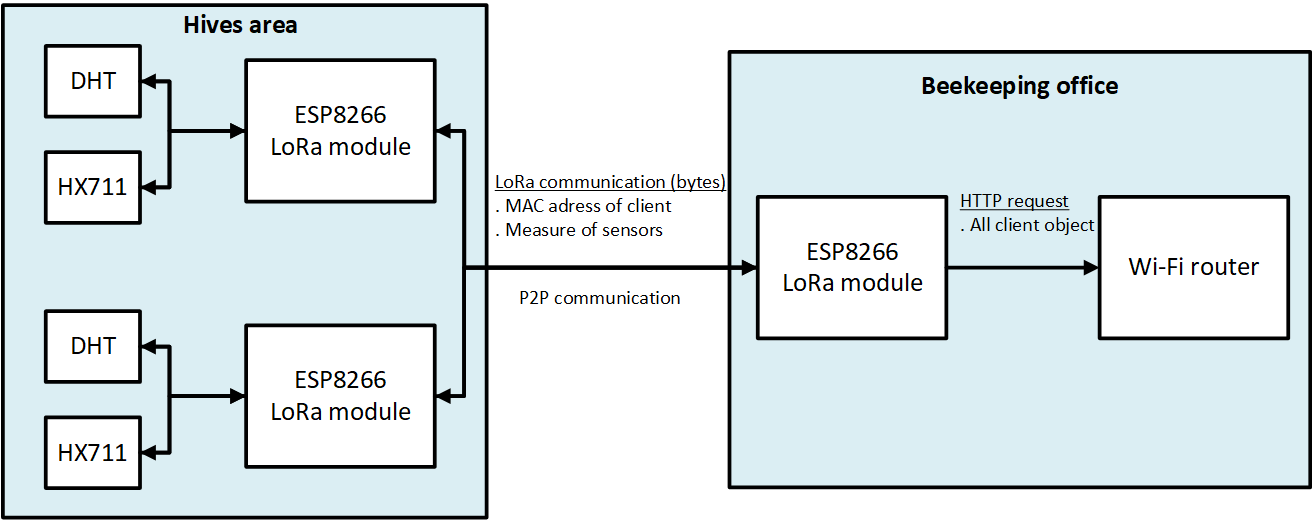 Hives area
DHT
HX711
ESP8266
LoRa module
DHT
HX711
ESP8266
LoRa module
LoRa communication (bytes)
. MAC adress of client
. Measure of sensors
P2P communication
Beekeeping office
ESP8266
LoRa module
HTTP request
. All client object
Wi-Fi router